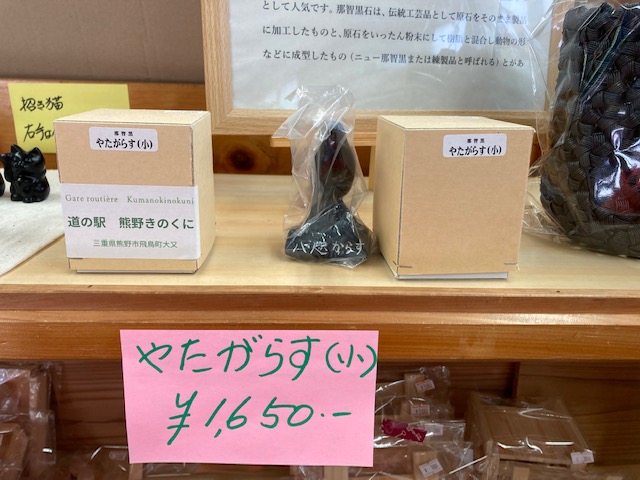 として人気です。那智黒石は、伝統工芸品として原石をそのまま製品
に加工したものと、原石をいったん粉末にして樹脂と混合し動物の形
などに成型したもの（ニュー那智黒または練製品と呼ばれる）とがあ
招き猫
那智黒
やたがらす(小)
Gare routière Kumanokinokuni
道の駅 熊野きのくに
三重県熊野市飛鳥町大又
那智黒
やたがらす(小)
やたがらす(小)
¥1,650.-